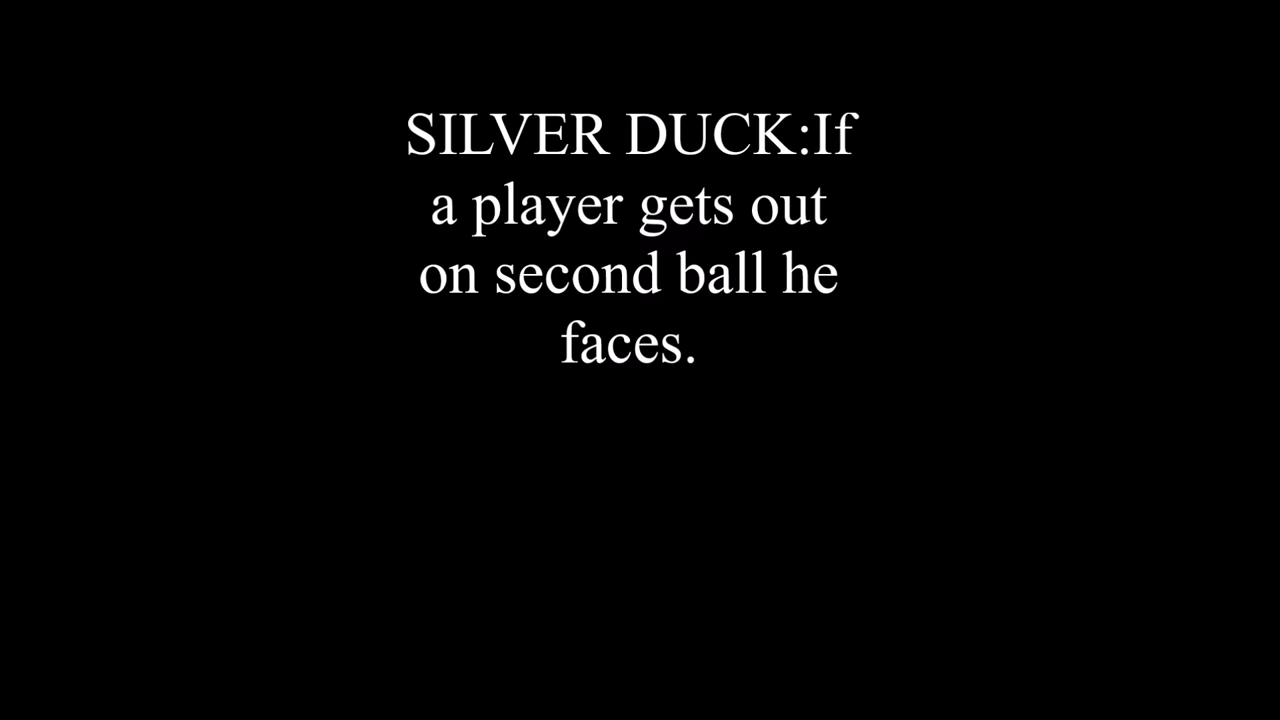 SILVER DUCK:If
a player gets out
on second ball he
faces.